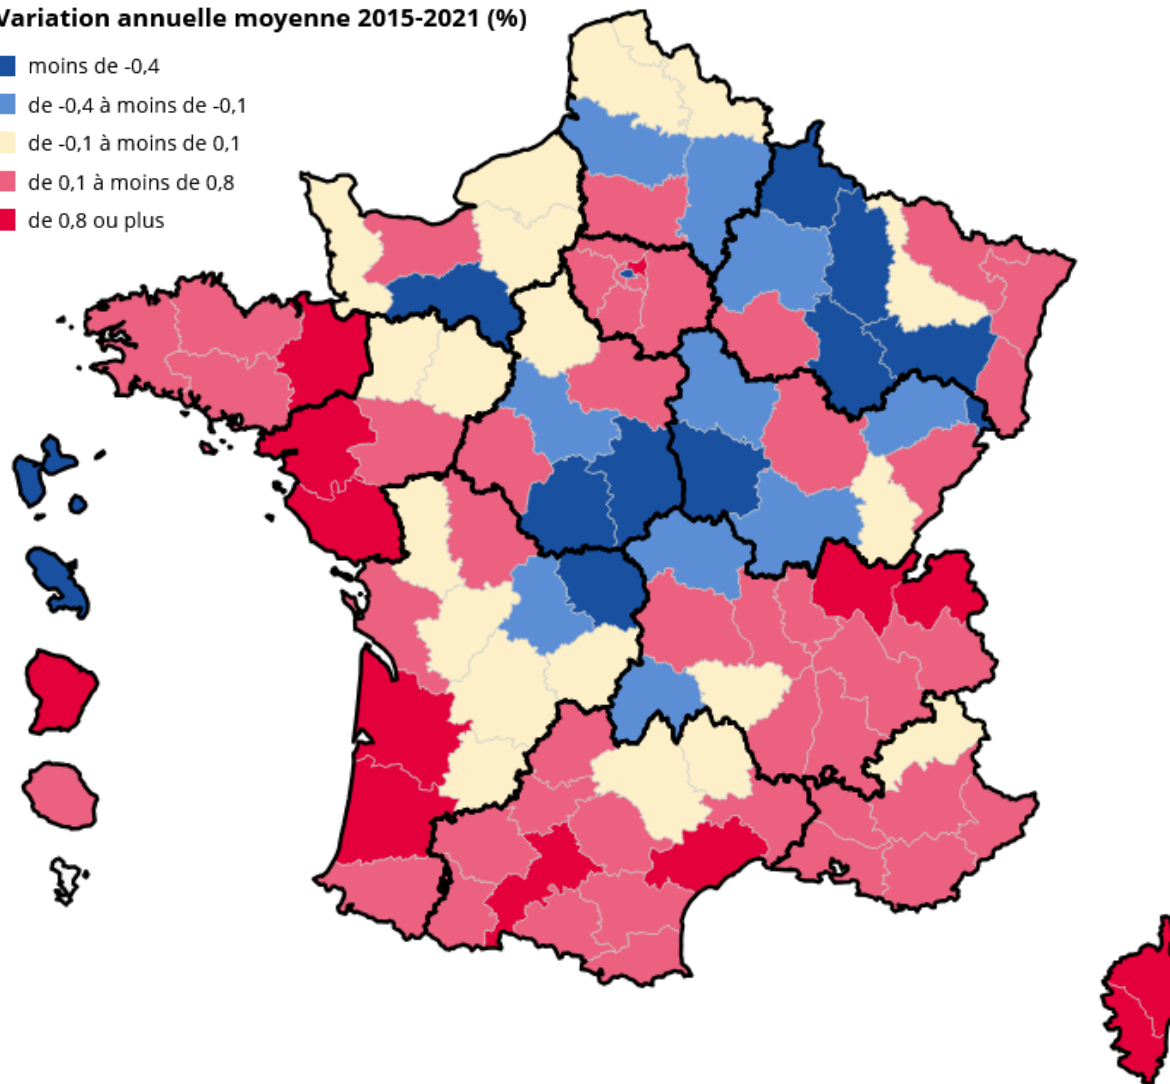 Variation annuelle moyenne 2015-2021 (%)
moins de -0,4
de -0,4 à moins de -0,1
de -0,1 à moins de 0,1
de 0,1 à moins de 0,8
de 0,8 ou plus